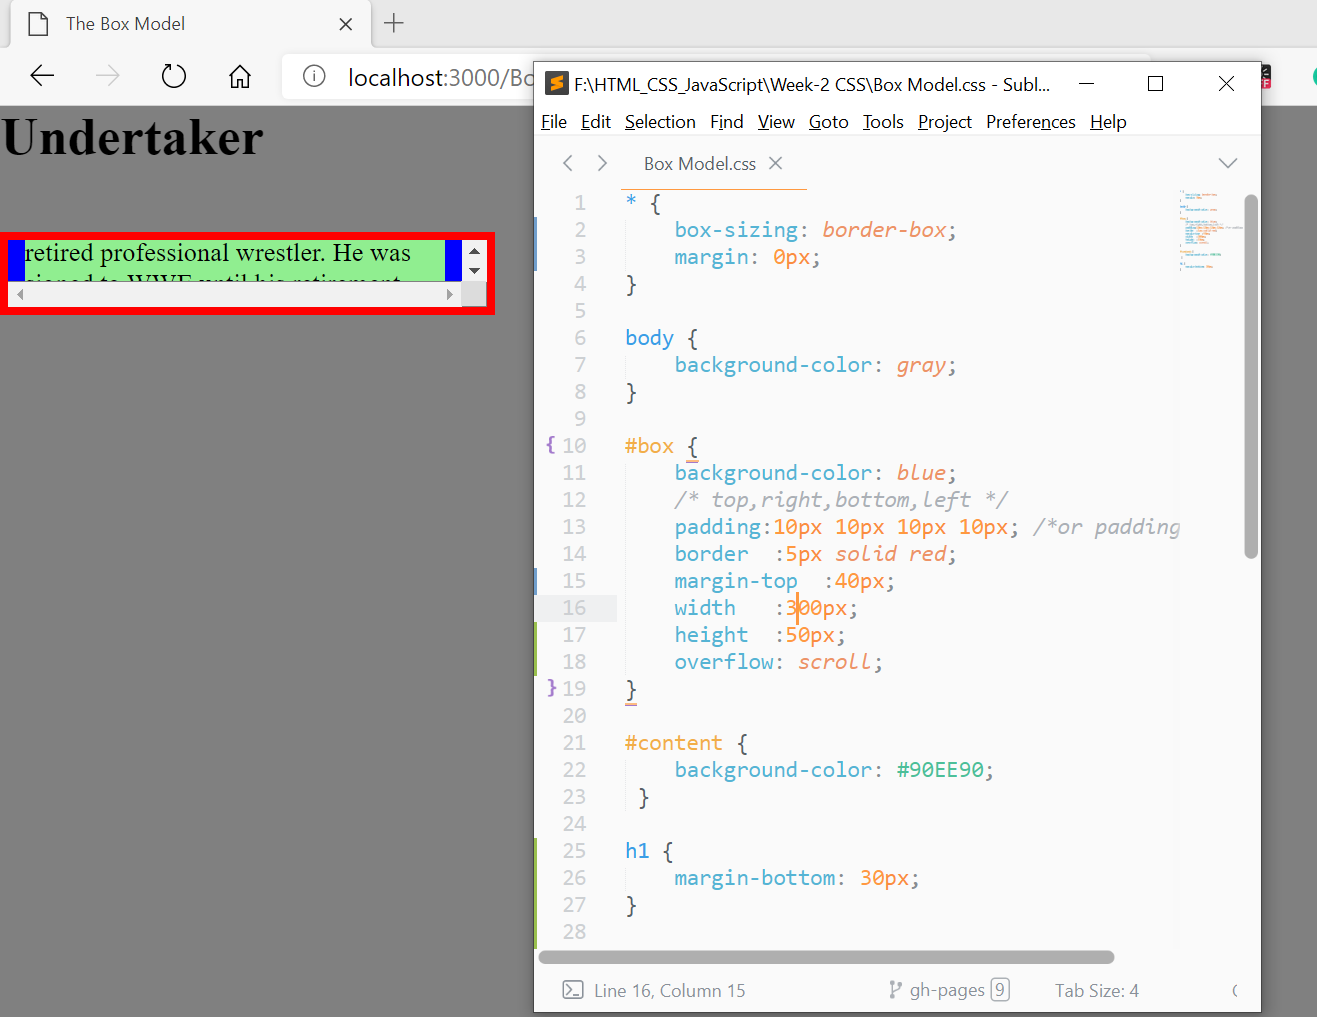 The Box Model
localhost:3000/Bo
Undertaker
retired professional wrestler. He was
F:\HTML_CSS_JavaScript\Week-2 CSS\Box Model.css - Subl...
File Edit Selection Find View Goto Tools Project Preferences Help
Box Model.css
1 * {
2 box-sizing: border-box;
3 margin: 0px;
4 }
5
6 body {
7 background-color: gray;
8 }
9
{ 10 #box {
11 background-color: blue;
12 /* top,right,bottom,left */
13 padding:10px 10px 10px 10px; /*or padding
14 border :5px solid red;
15 margin-top :40px;
16 width :300px;
17 height :50px;
18 overflow: scroll;
} 19 }
20
21 #content {
22 background-color: #90EE90;
23 }
24
25 h1 {
26 margin-bottom: 30px;
27 }
28
Line 16, Column 15 gh-pages 9 Tab Size: 4